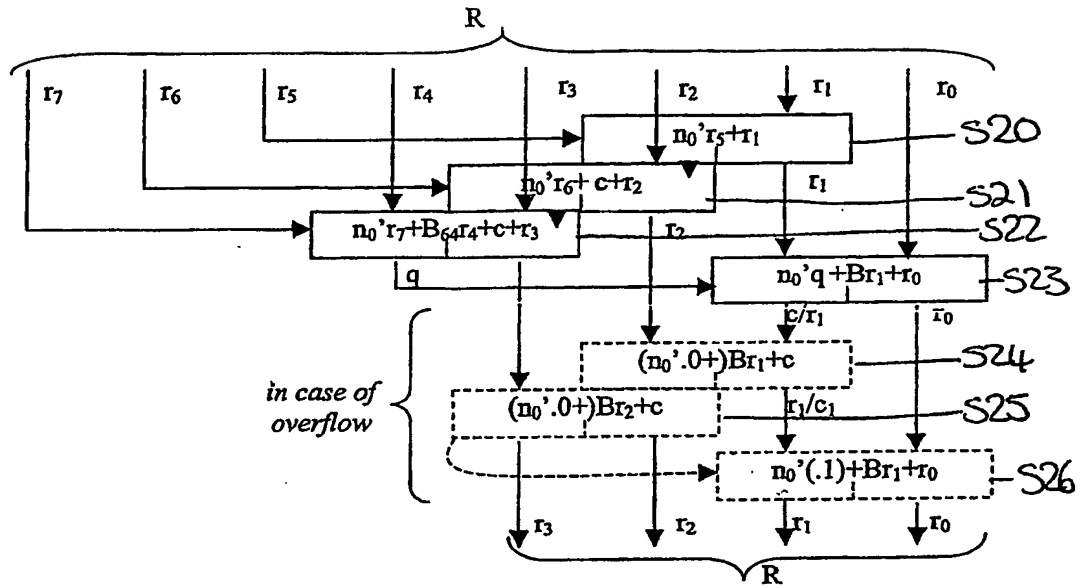 R
r7 r6 r5 r4 r3 r2 r1 r0
n0'r5+r1 S20
n0'r6+ c+r2 r1 S21
n0'r7+B64r4+c+r3 r2 S22
q n0'q +Br1+r0 S23
c/r1 r0
(n0'.0+)Br1+c S24
in case of
overflow
(n0'.0+)Br2+c r1/c1 S25
n0'(.1)+Br1+r0 S26
r3 r2 r1 r0
R